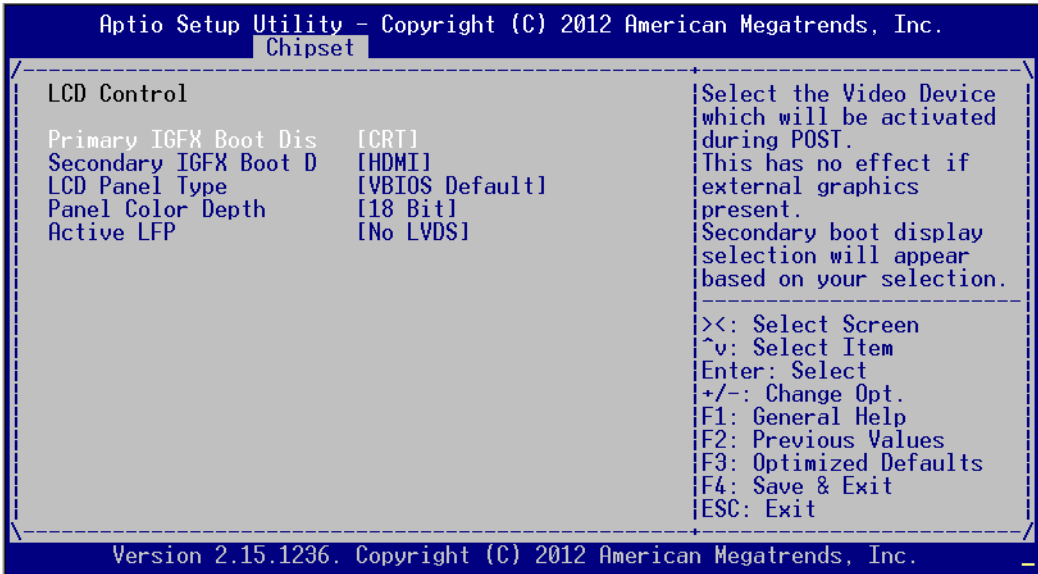 Aptio Setup Utility - Copyright (C) 2012 American Megatrends, Inc.
Chipset
LCD Control
Primary IGFX Boot Dis [CRT]
Secondary IGFX Boot D [HDMI]
LCD Panel Type [VBIOS Default]
Panel Color Depth [18 Bit]
Active LFP [No LVDS]
Select the Video Device
which will be activated
during POST.
This has no effect if
external graphics
present.
Secondary boot display
selection will appear
based on your selection.
><: Select Screen
^v: Select Item
Enter: Select
+/-: Change Opt.
F1: General Help
F2: Previous Values
F3: Optimized Defaults
F4: Save & Exit
ESC: Exit
Version 2.15.1236. Copyright (C) 2012 American Megatrends, Inc.